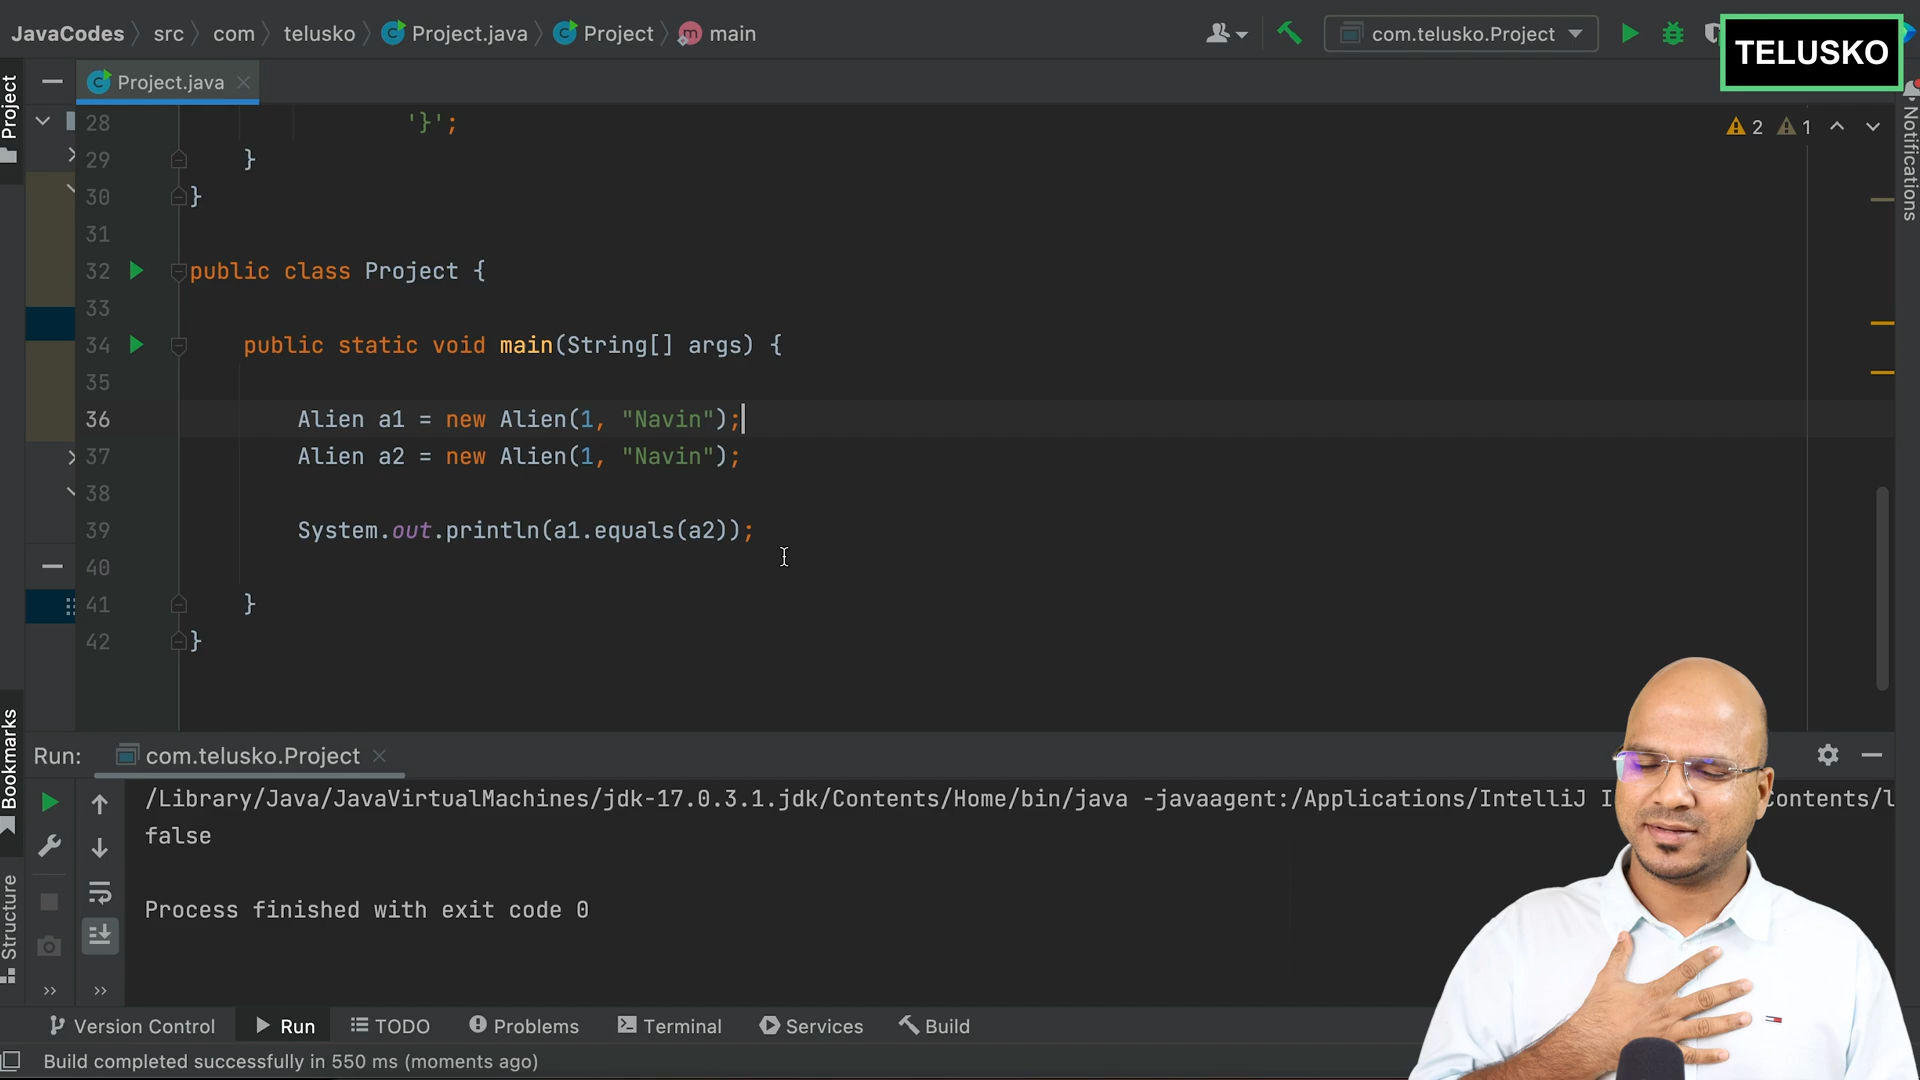 JavaCodes src com telusko Project.java Project main
com.telusko.Project
TELUSKO
Project
Project.java
2 1
Notifications
28 '}';
29 }
30 }
31
32 public class Project {
33
34 public static void main(String[] args) {
35
36 Alien a1 = new Alien(1, "Navin");
37 Alien a2 = new Alien(1, "Navin");
38
39 System.out.println(a1.equals(a2));
40
41 }
42 }
Bookmarks
Structure
Run: com.telusko.Project
/Library/Java/JavaVirtualMachines/jdk-17.0.3.1.jdk/Contents/Home/bin/java -javaagent:/Applications/IntelliJ I ontents/l
false
Process finished with exit code 0
Version Control Run TODO Problems Terminal Services Build
Build completed successfully in 550 ms (moments ago)